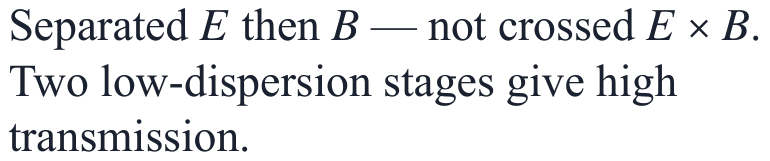 Separated E then B — not crossed E × B.
Two low-dispersion stages give high
transmission.